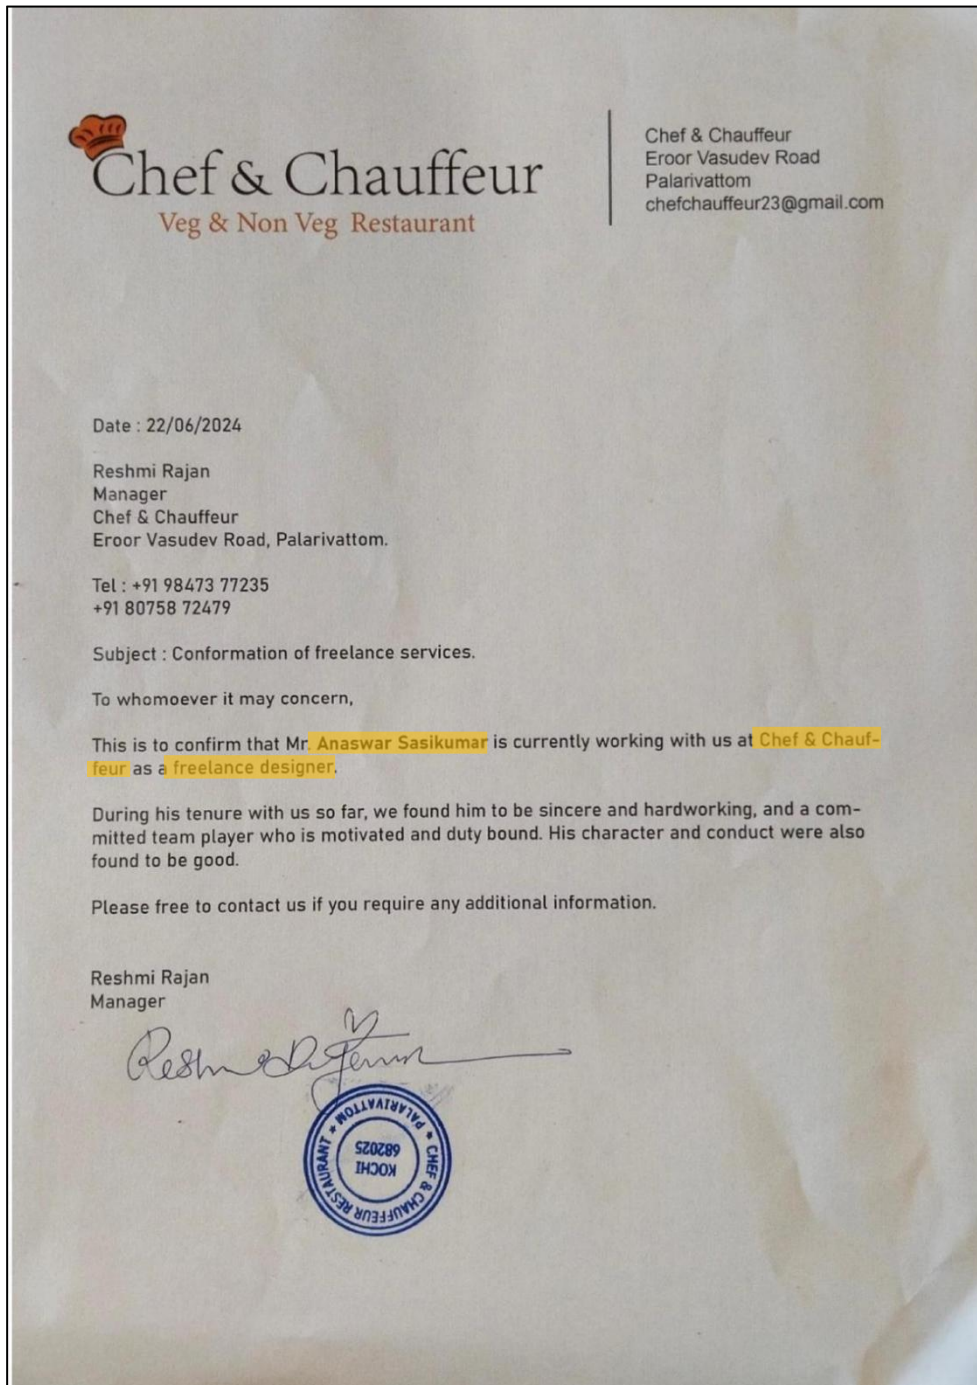 Chef & Chauffeur
Veg & Non Veg Restaurant
Chef & Chauffeur
Eroor Vasudev Road
Palarivattom
chefchauffeur23@gmail.com
Date : 22/06/2024
Reshmi Rajan
Manager
Chef & Chauffeur
Eroor Vasudev Road, Palarivattom.
Tel : +91 98473 77235
+91 80758 72479
Subject : Conformation of freelance services.
To whomoever it may concern,
This is to confirm that Mr. Anaswar Sasikumar is currently working with us at Chef & Chauf-
feur as a freelance designer.
During his tenure with us so far, we found him to be sincere and hardworking, and a com-
mitted team player who is motivated and duty bound. His character and conduct were also
found to be good.
Please free to contact us if you require any additional information.
Reshmi Rajan
Manager
CHEF & CHAUFFEUR RESTAURANT ★ PALARIVATTOM ★
KOCHI
682025